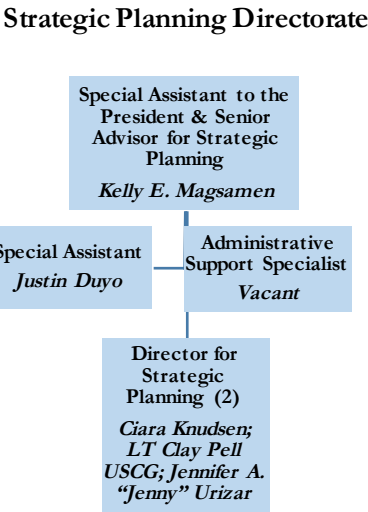 Strategic Planning Directorate
Special Assistant to the
President & Senior
Advisor for Strategic
Planning
Kelly E. Magsamen
Special Assistant
Justin Duyo
Administrative
Support Specialist
Vacant
Director for
Strategic
Planning (2)
Ciara Knudsen;
LT Clay Pell
USCG; Jennifer A.
“Jenny” Urizar